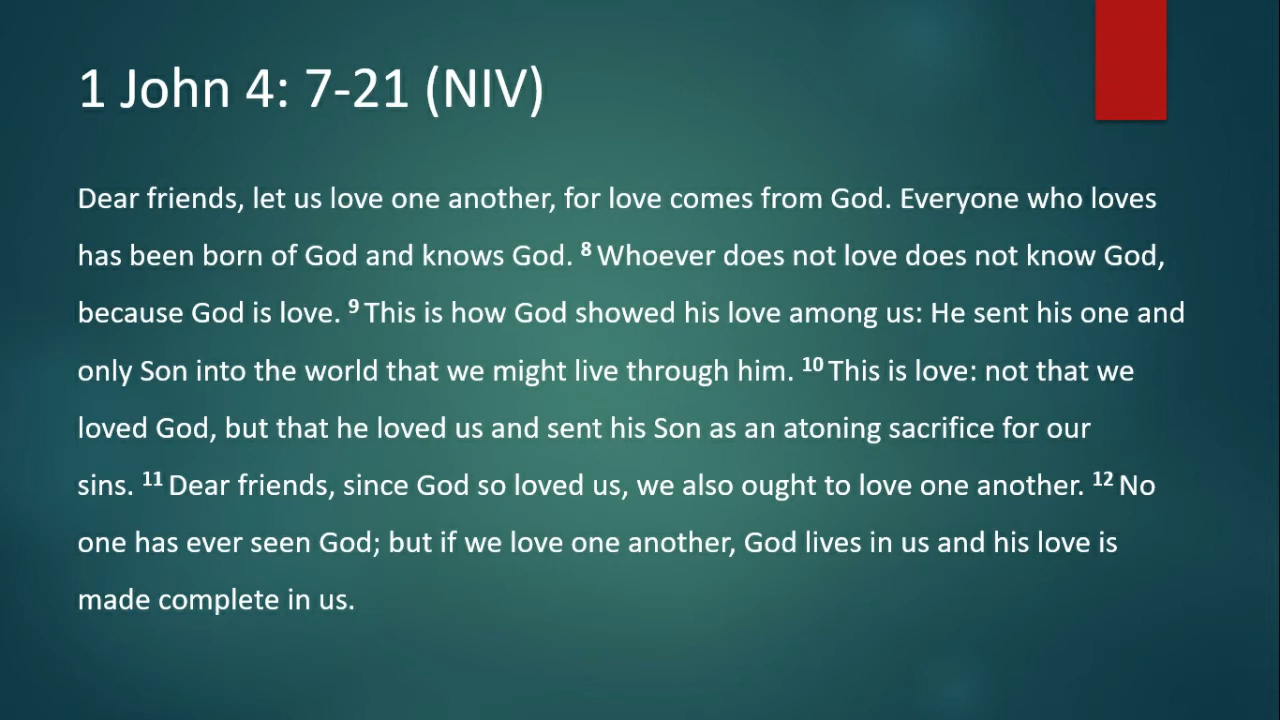 1 John 4: 7-21 (NIV)
Dear friends, let us love one another, for love comes from God. Everyone who loves
has been born of God and knows God. 8 Whoever does not love does not know God,
because God is love. 9 This is how God showed his love among us: He sent his one and
only Son into the world that we might live through him. 10 This is love: not that we
loved God, but that he loved us and sent his Son as an atoning sacrifice for our
sins. 11 Dear friends, since God so loved us, we also ought to love one another. 12 No
one has ever seen God; but if we love one another, God lives in us and his love is
made complete in us.